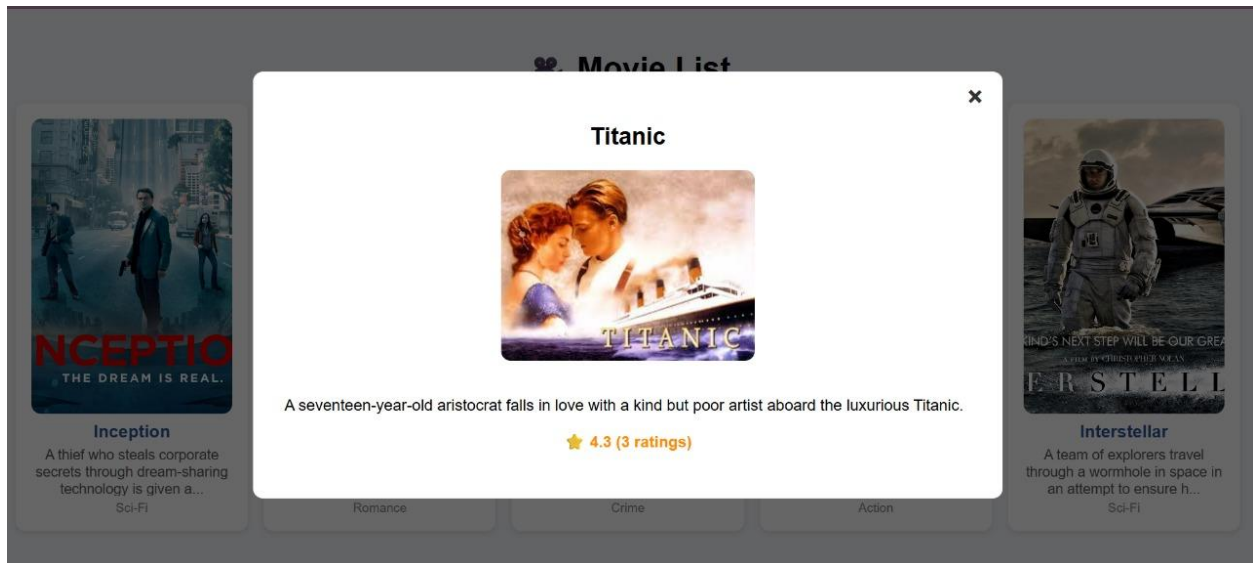 Movie List
Titanic
TITANIC
A seventeen-year-old aristocrat falls in love with a kind but poor artist aboard the luxurious Titanic.
4.3 (3 ratings)
NCEPTIO
THE DREAM IS REAL.
Inception
A thief who steals corporate
secrets through dream-sharing
technology is given a...
Sci-Fi
Romance
Crime
Action
KIND'S NEXT STEP WILL BE OUR GREA
A FILM BY CHRISTOPHER NOLAN
ERSTELL
Interstellar
A team of explorers travel
through a wormhole in space in
an attempt to ensure h...
Sci-Fi